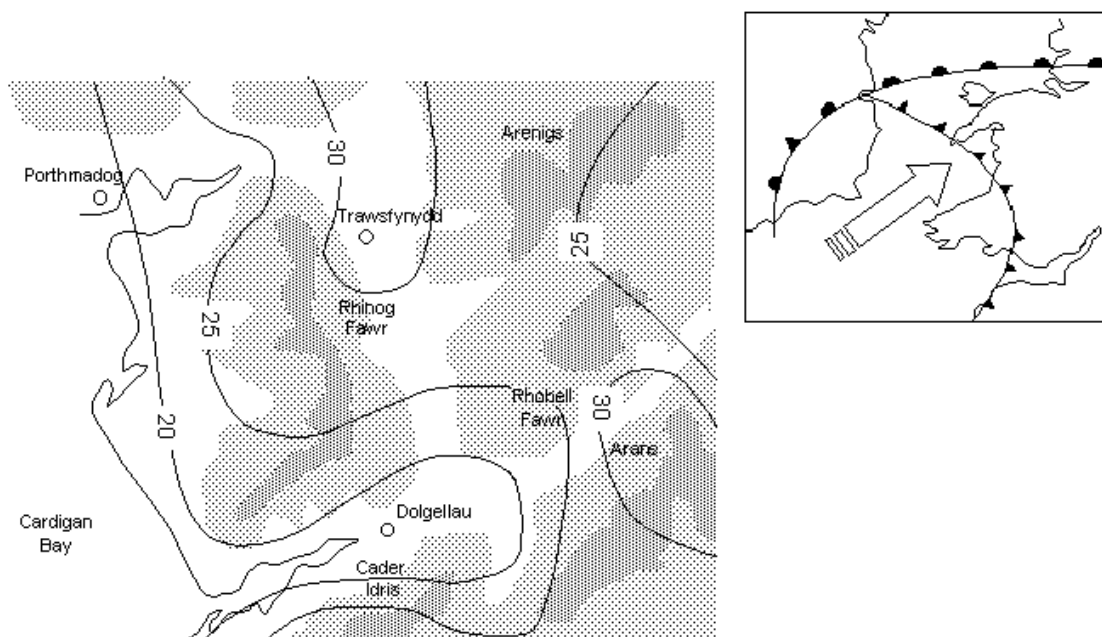 Arenigs
30
Porthmadog
Trawsfynydd
25
Rhinog
Fawr
25
Rhobell
Fawr
30
20
Arans
Dolgellau
Cardigan
Bay
Cader
Idris